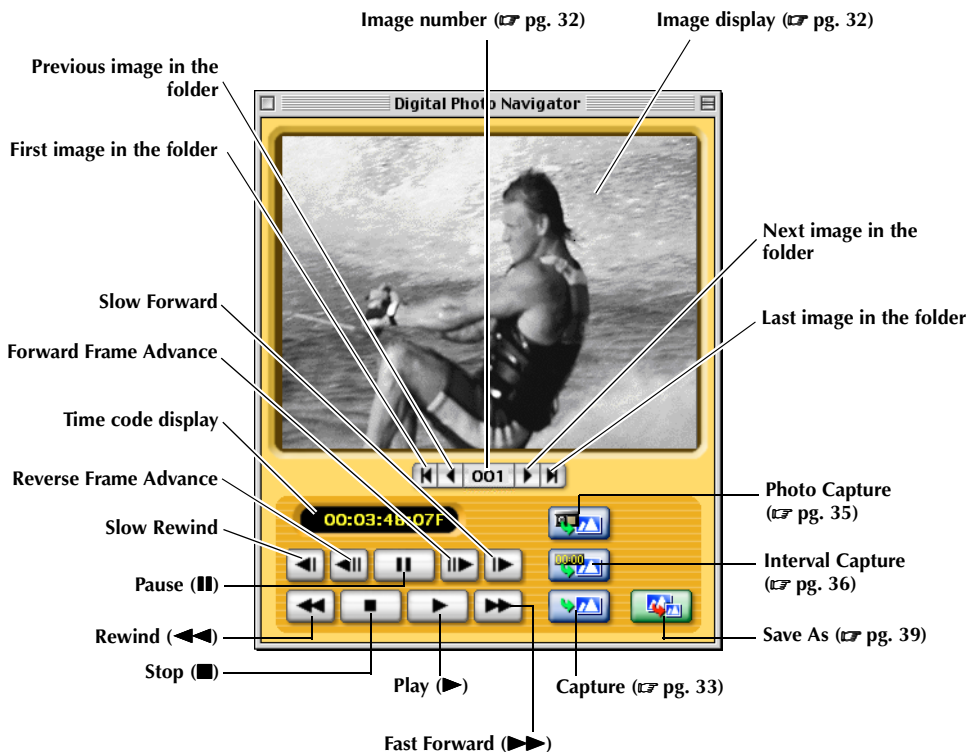 Image number (☞ pg. 32)
Image display (☞ pg. 32)
Previous image in the
folder
Digital Photo Navigator
First image in the folder
Next image in the
folder
Slow Forward
Last image in the folder
Forward Frame Advance
Time code display
001
Reverse Frame Advance
Photo Capture
(☞ pg. 35)
00:03:48:07F
Slow Rewind
00:00
Interval Capture
(☞ pg. 36)
Pause (❚❚)
Rewind (◀◀)
Save As (☞ pg. 39)
Stop (■)
Play (▶)
Capture (☞ pg. 33)
Fast Forward (▶▶)